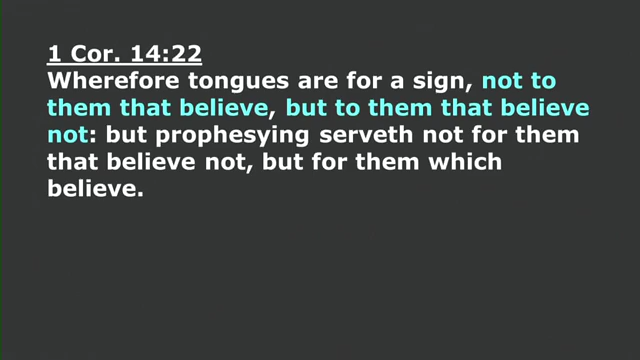 1 Cor. 14:22
Wherefore tongues are for a sign, not to
them that believe, but to them that believe
not: but prophesying serveth not for them
that believe not, but for them which
believe.